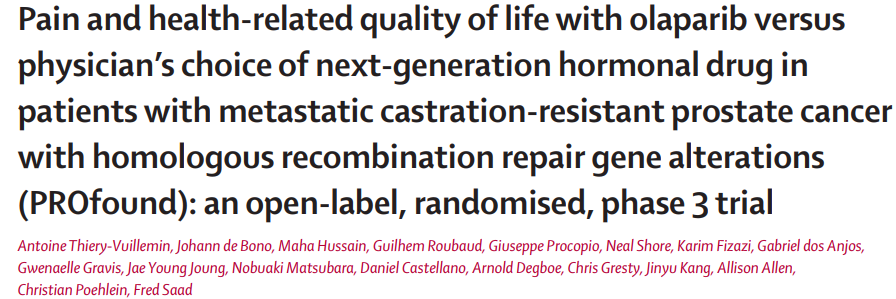 Pain and health-related quality of life with olaparib versus
physician’s choice of next-generation hormonal drug in
patients with metastatic castration-resistant prostate cancer
with homologous recombination repair gene alterations
(PROfound): an open-label, randomised, phase 3 trial
Antoine Thiery-Vuillemin, Johann de Bono, Maha Hussain, Guilhem Roubaud, Giuseppe Procopio, Neal Shore, Karim Fizazi, Gabriel dos Anjos,
Gwenaelle Gravis, Jae Young Joung, Nobuaki Matsubara, Daniel Castellano, Arnold Degboe, Chris Gresty, Jinyu Kang, Allison Allen,
Christian Poehlein, Fred Saad